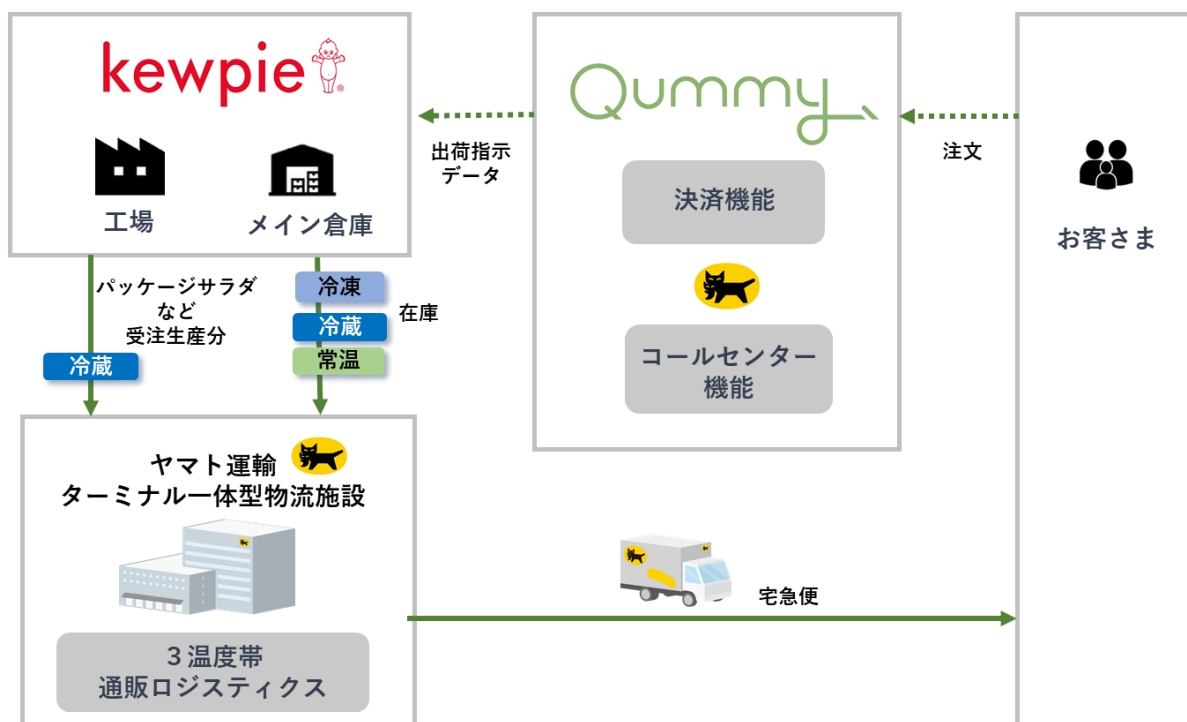 kewpie
®
工場
メイン倉庫
出荷指示
データ
Qummy
決済機能
コールセンター
機能
注文
お客さま
パッケージサラダ
など
受注生産分
冷蔵
冷凍
冷蔵
常温
在庫
ヤマト運輸
ターミナル一体型物流施設
3温度帯
通販ロジスティクス
宅急便